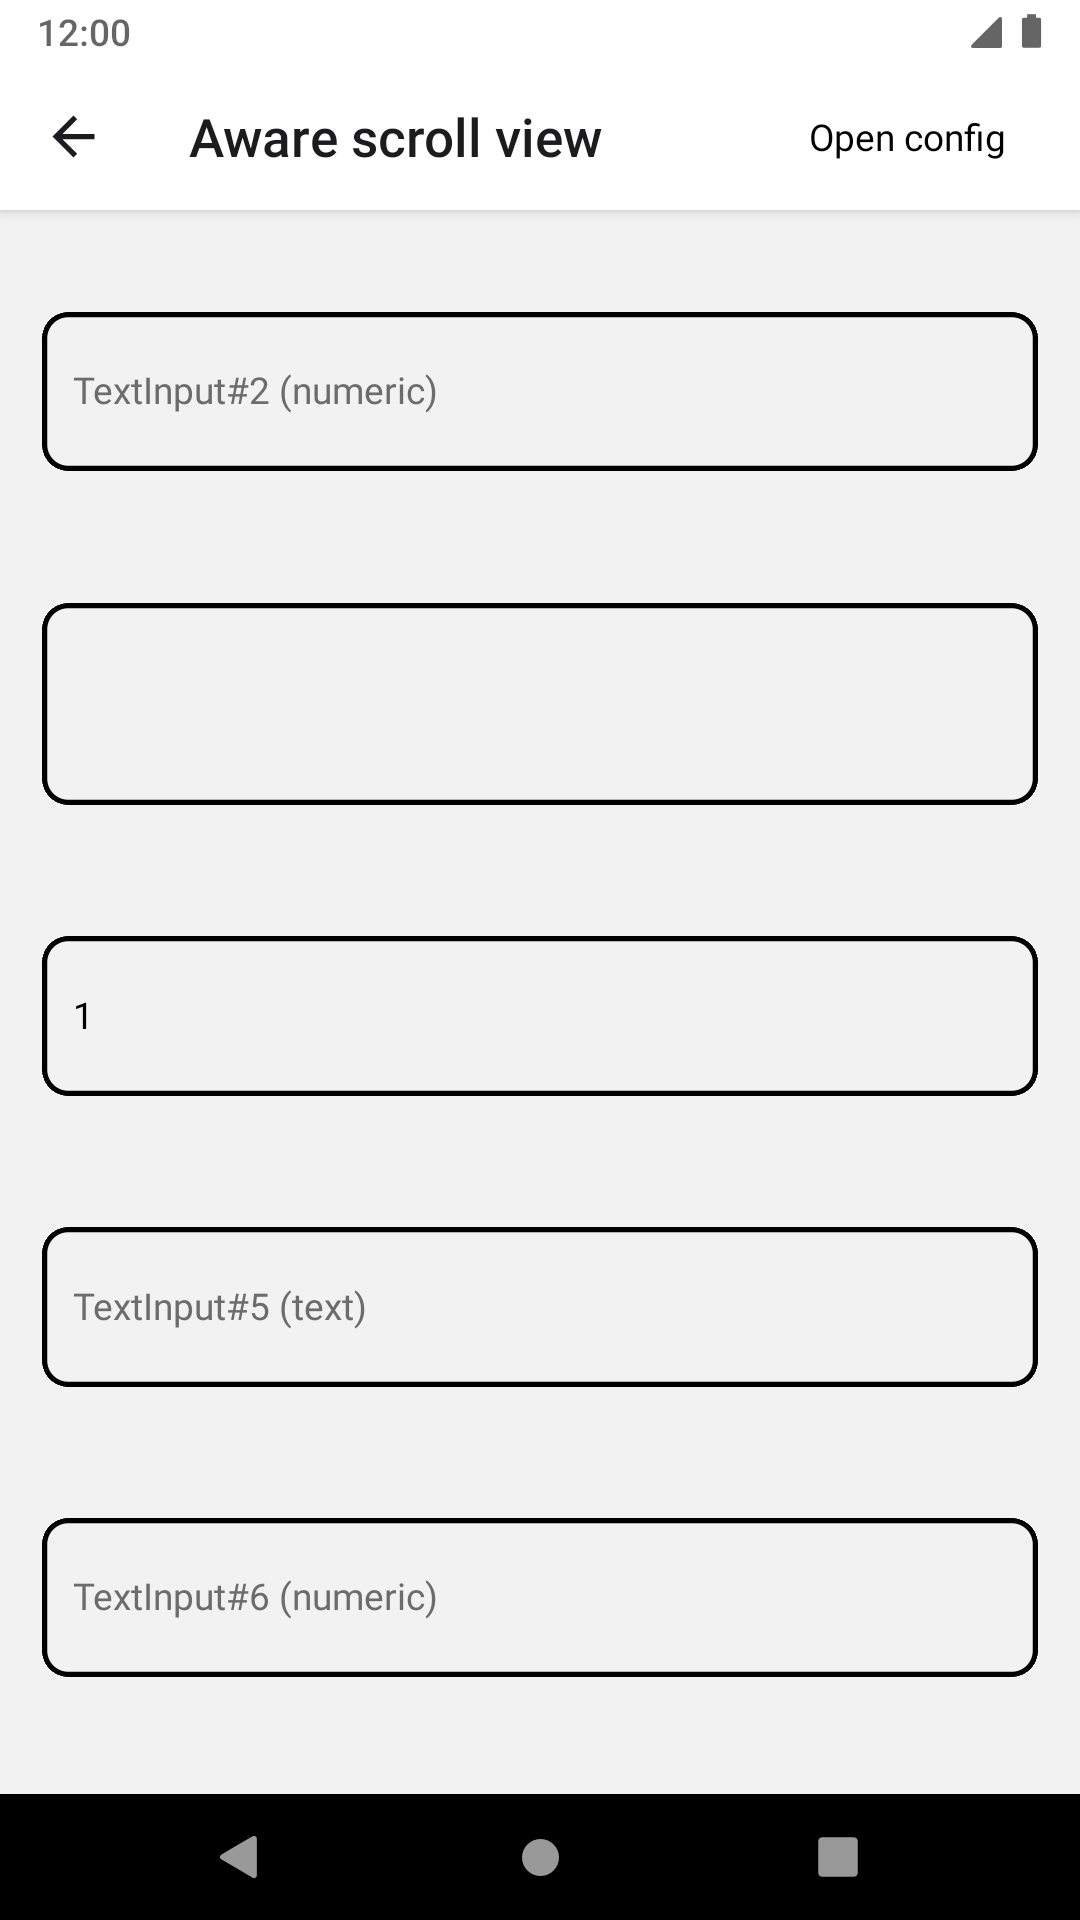 12:00
Aware scroll view
Open config
TextInput#2 (numeric)
1
TextInput#5 (text)
TextInput#6 (numeric)